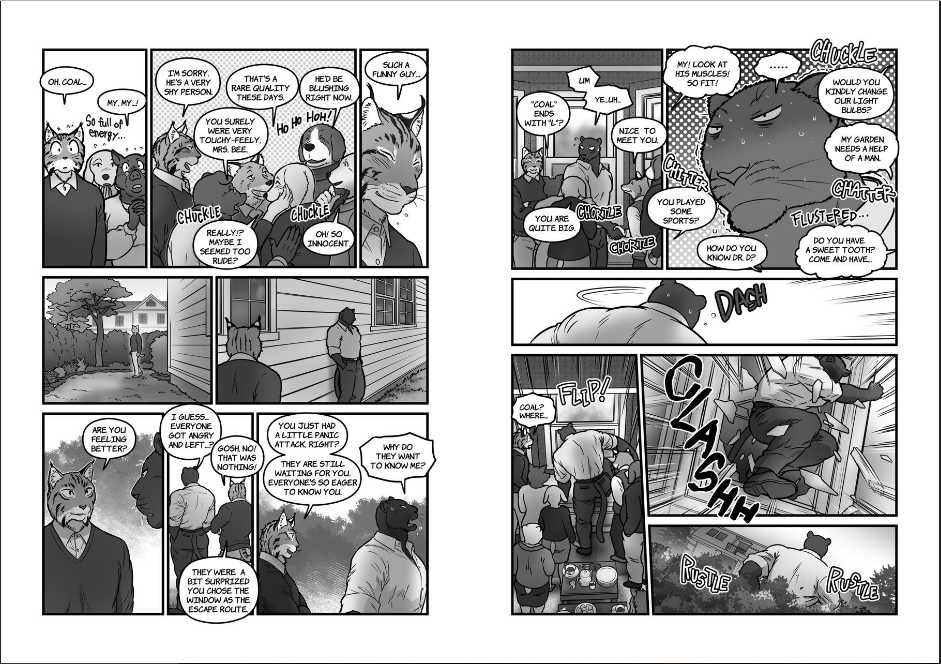 OH, COAL...
MY, MY...!
So full of
energy...
I'M SORRY.
HE'S A VERY
SHY PERSON.
THAT'S A
RARE QUALITY
THESE DAYS.
HE'D BE
BLUSHING
RIGHT NOW.
YOU SURELY
WERE VERY
TOUCHY-FEELY.
MRS. BEE.
HO HO HOH!
CHUCKLE
CHUCKLE
REALLY!?
MAYBE I
SEEMED TOO
RUDE?
OH! SO
INNOCENT.
SUCH A
FUNNY GUY...
ARE YOU
FEELING
BETTER?
I GUESS...
EVERYONE
GOT ANGRY
AND LEFT...?
GOSH, NO!
THAT WAS
NOTHING!
THEY WERE A
BIT SURPRIZED
YOU CHOSE THE
WINDOW AS THE
ESCAPE ROUTE.
YOU JUST HAD
A LITTLE PANIC
ATTACK. RIGHT?
THEY ARE STILL
WAITING FOR YOU.
EVERYONE'S SO EAGER
TO KNOW YOU.
WHY DO
THEY WANT
TO KNOW ME?
UM
YE...UH...
"COAL"
ENDS
WITH "L"?
NICE TO
MEET YOU.
YOU ARE
QUITE BIG.
CHORTLE
CHORTLE
CHUCKLE
MY! LOOK AT
HIS MUSCLES!
SO FIT!
.....
WOULD YOU
KINDLY CHANGE
OUR LIGHT
BULBS?
MY GARDEN
NEEDS A HELP
OF A MAN.
CHITTER
CHATTER
YOU PLAYED
SOME
SPORTS?
FLUSTERED...
HOW DO YOU
KNOW DR. D?
DO YOU HAVE
A SWEET TOOTH?
COME AND HAVE...
DASH
COAL?
WHERE...
FLIP!
CLASHH
RUSTLE
RUSTLE